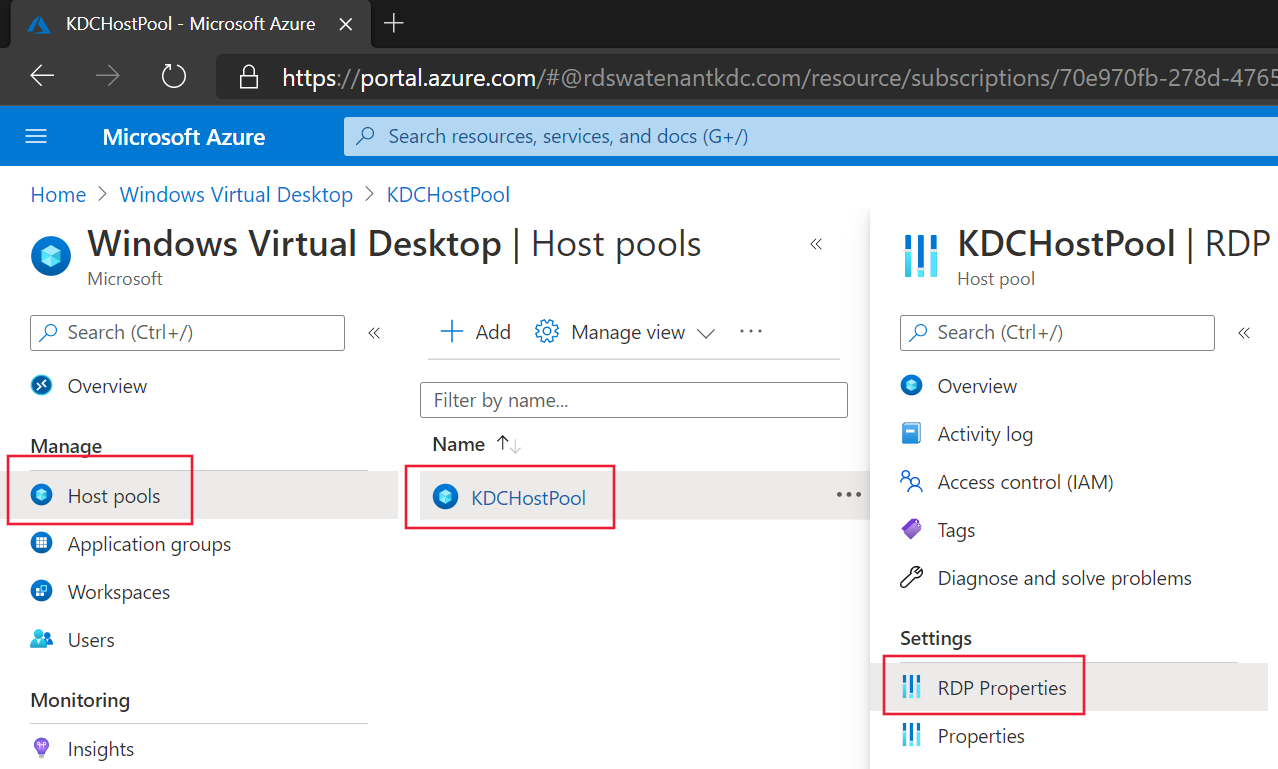 KDCHostPool - Microsoft Azure
https://portal.azure.com/#@rdswatenantkdc.com/resource/subscriptions/70e970fb-278d-4765
Microsoft Azure
Search resources, services, and docs (G+/)
Home > Windows Virtual Desktop > KDCHostPool
Windows Virtual Desktop | Host pools
Microsoft
Search (Ctrl+/)
Overview
Manage
Host pools
Application groups
Workspaces
Users
Monitoring
Insights
Add
Manage view
Filter by name...
Name
KDCHostPool
KDCHostPool | RDP
Host pool
Search (Ctrl+/)
Overview
Activity log
Access control (IAM)
Tags
Diagnose and solve problems
Settings
RDP Properties
Properties